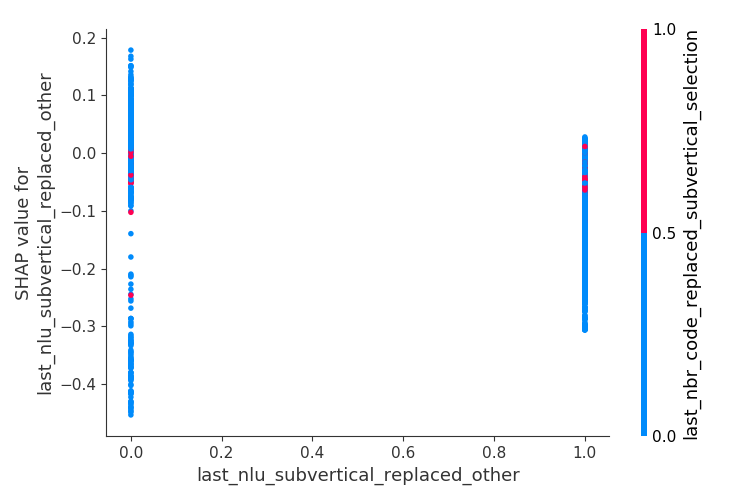 0.2
0.1
0.0
−0.1
−0.2
−0.3
−0.4
SHAP value for
last_nlu_subvertical_replaced_other
0.0 0.2 0.4 0.6 0.8 1.0
last_nlu_subvertical_replaced_other
1.0
0.5
0.0
last_nbr_code_replaced_subvertical_selection